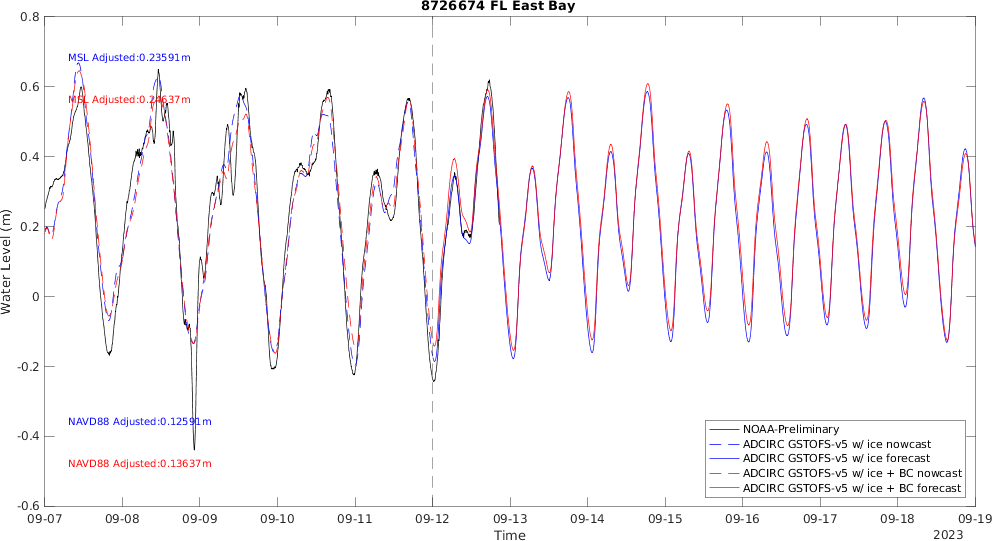 8726674 FL East Bay
0.8
0.6
0.4
0.2
0
-0.2
-0.4
-0.6
Water Level (m)
MSL Adjusted:0.23591m
MSL Adjusted:0.24637m
NAVD88 Adjusted:0.12591m
NAVD88 Adjusted:0.13637m
NOAA-Preliminary
ADCIRC GSTOFS-v5 w/ ice nowcast
ADCIRC GSTOFS-v5 w/ ice forecast
ADCIRC GSTOFS-v5 w/ ice + BC nowcast
ADCIRC GSTOFS-v5 w/ ice + BC forecast
09-07 09-08 09-09 09-10 09-11 09-12 09-13 09-14 09-15 09-16 09-17 09-18 09-19
Time
2023